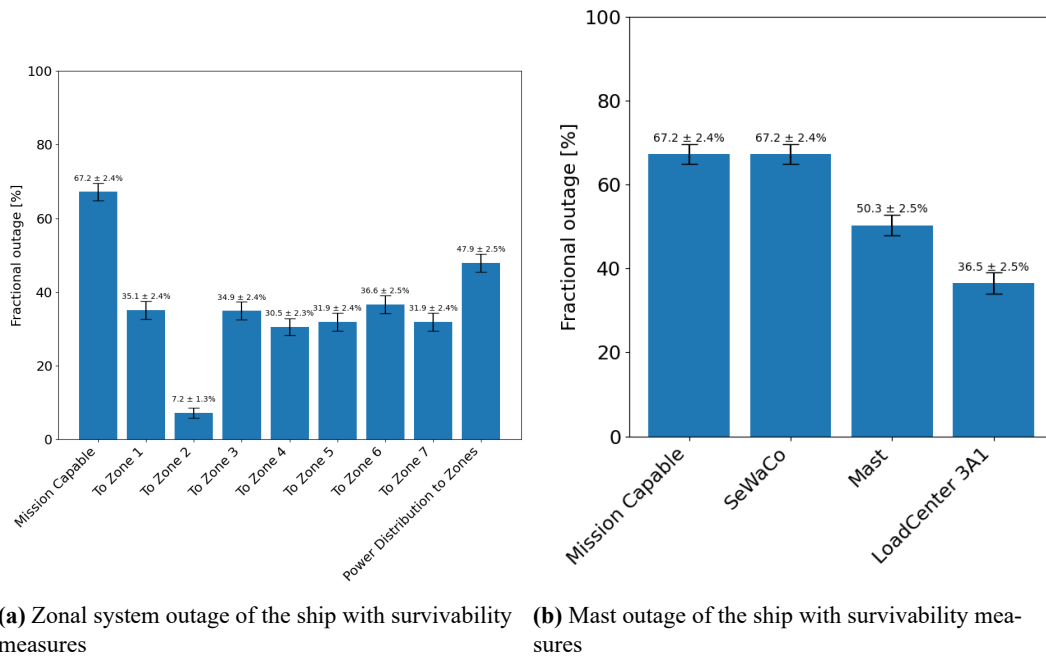 100
80
60
40
20
0
Fractional outage [%]
67.2 ± 2.4%
35.1 ± 2.4%
7.2 ± 1.3%
34.9 ± 2.4%
30.5 ± 2.3%
31.9 ± 2.4%
36.6 ± 2.5%
31.9 ± 2.4%
47.9 ± 2.5%
Mission Capable
To Zone 1
To Zone 2
To Zone 3
To Zone 4
To Zone 5
To Zone 6
To Zone 7
Power Distribution to Zones
(a) Zonal system outage of the ship with survivability
measures
100
80
60
40
20
0
Fractional outage [%]
67.2 ± 2.4%
67.2 ± 2.4%
50.3 ± 2.5%
36.5 ± 2.5%
Mission Capable
SeWaCo
Mast
LoadCenter 3A1
(b) Mast outage of the ship with survivability mea-
sures